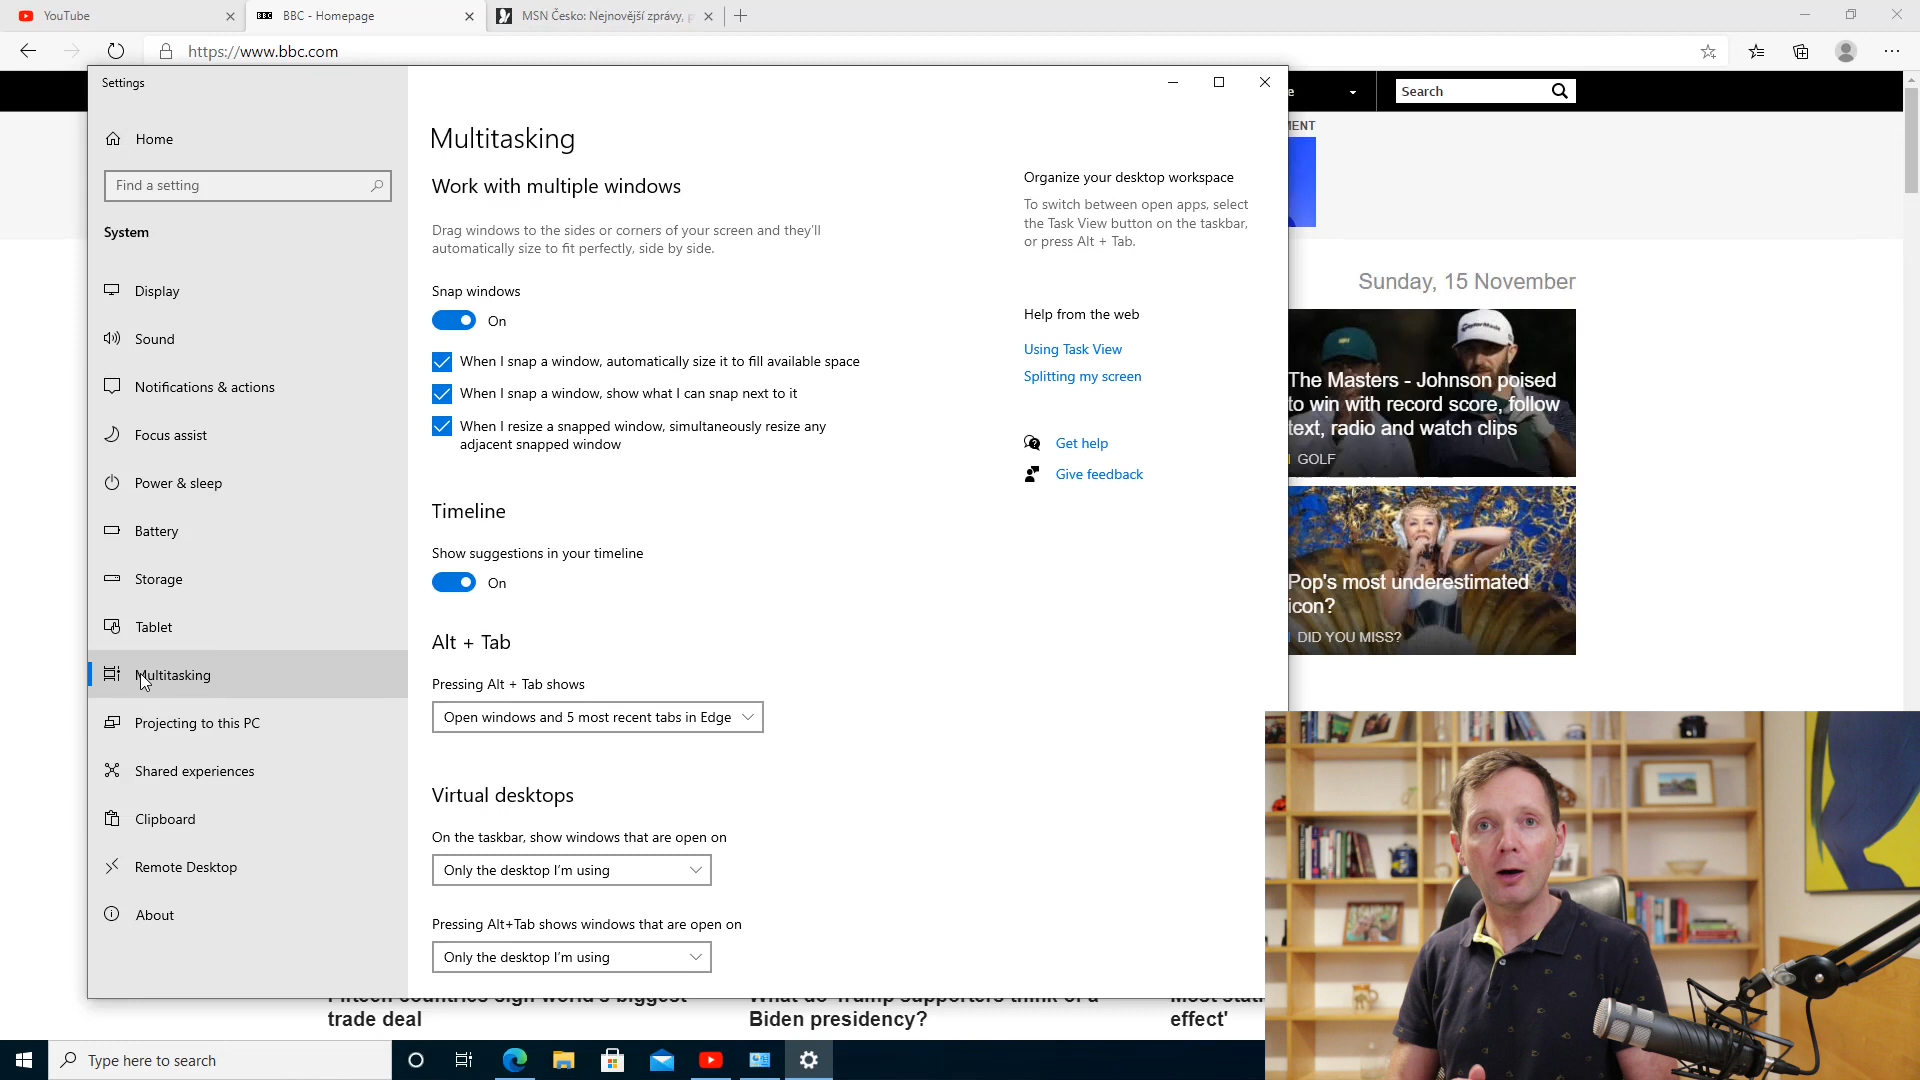 YouTube
BBC - Homepage
MSN Česko: Nejnovější zprávy,
https://www.bbc.com
Settings
Search
Home
Find a setting
System
Display
Sound
Notifications & actions
Focus assist
Power & sleep
Battery
Storage
Tablet
Multitasking
Projecting to this PC
Shared experiences
Clipboard
Remote Desktop
About
Multitasking
Work with multiple windows
Drag windows to the sides or corners of your screen and they'll
automatically size to fit perfectly, side by side.
Snap windows
On
When I snap a window, automatically size it to fill available space
When I snap a window, show what I can snap next to it
When I resize a snapped window, simultaneously resize any
adjacent snapped window
Timeline
Show suggestions in your timeline
On
Alt + Tab
Pressing Alt + Tab shows
Open windows and 5 most recent tabs in Edge
Virtual desktops
On the taskbar, show windows that are open on
Only the desktop I'm using
Pressing Alt+Tab shows windows that are open on
Only the desktop I'm using
Organize your desktop workspace
To switch between open apps, select
the Task View button on the taskbar,
or press Alt + Tab.
Help from the web
Using Task View
Splitting my screen
Get help
Give feedback
Sunday, 15 November
The Masters - Johnson poised
to win with record score, follow
text, radio and watch clips
GOLF
Pop's most underestimated
icon?
DID YOU MISS?
Fifteen countries sign world's biggest
trade deal
What do Trump supporters think of a
Biden presidency?
effect'
Type here to search